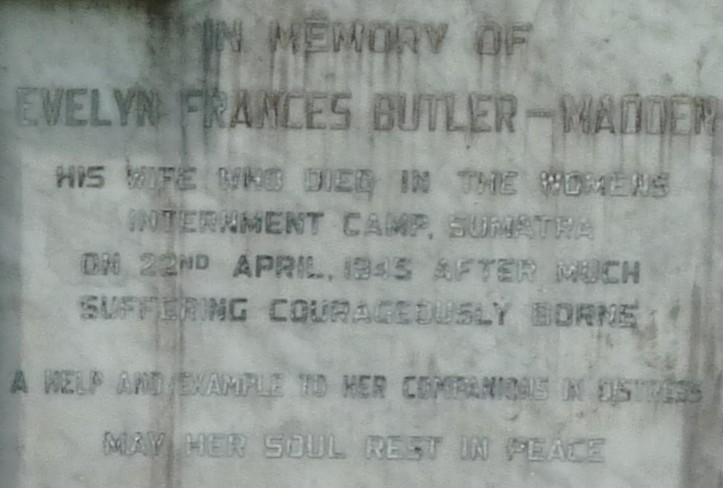 IN MEMORY OF
EVELYN FRANCES BUTLER-MADDEN
HIS WIFE WHO DIED IN THE WOMENS
INTERNMENT CAMP, SUMATRA
ON 22ND APRIL, 1945 AFTER MUCH
SUFFERING COURAGEOUSLY BORNE
A HELP AND EXAMPLE TO HER COMPANIONS IN DISTRESS
MAY HER SOUL REST IN PEACE